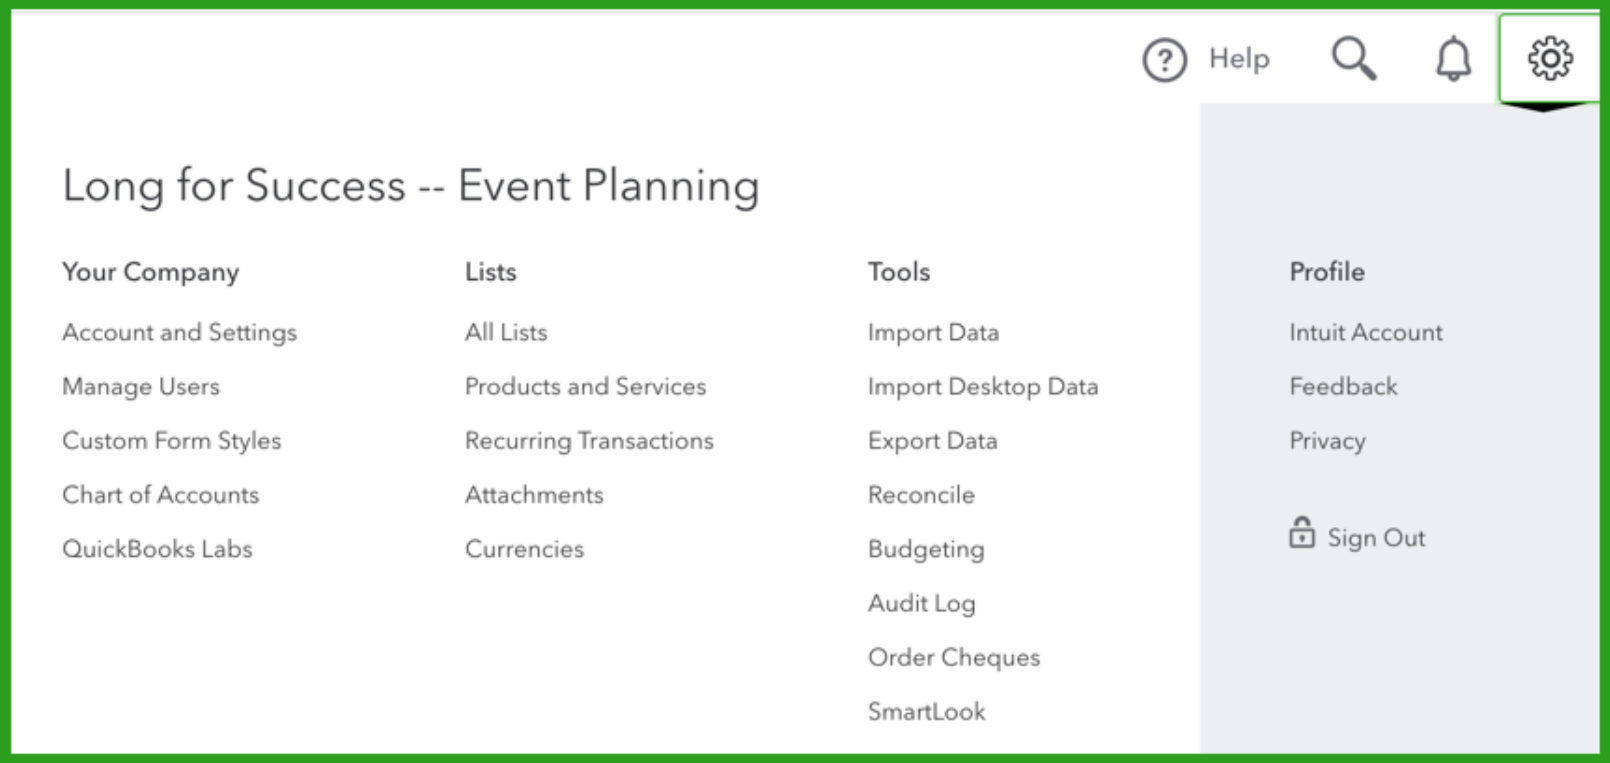 Help
Long for Success -- Event Planning
Your Company
Account and Settings
Manage Users
Custom Form Styles
Chart of Accounts
QuickBooks Labs
Lists
All Lists
Products and Services
Recurring Transactions
Attachments
Currencies
Tools
Import Data
Import Desktop Data
Export Data
Reconcile
Budgeting
Audit Log
Order Cheques
SmartLook
Profile
Intuit Account
Feedback
Privacy
Sign Out